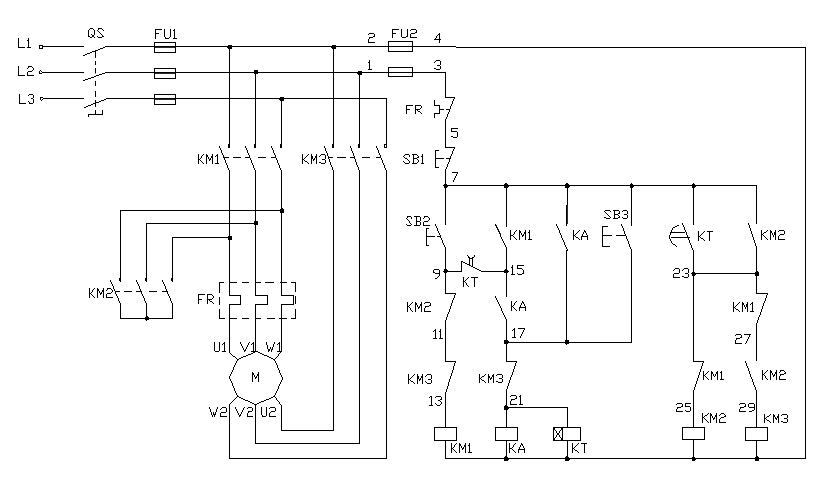 QS FU1 FU2
L1 2 4
L2 1 3
L3
FR
5
KM1 KM3 SB1
7
SB2 KM1 KA SB3 KT KM2
9 15 23
KT
KM2 FR KM2 KA KM1
11 17 27
U1 V1 W1
M KM3 KM3 KM1 KM2
13 21 25 29
W2 V2 U2 KM2 KM3
KM1 KA KT